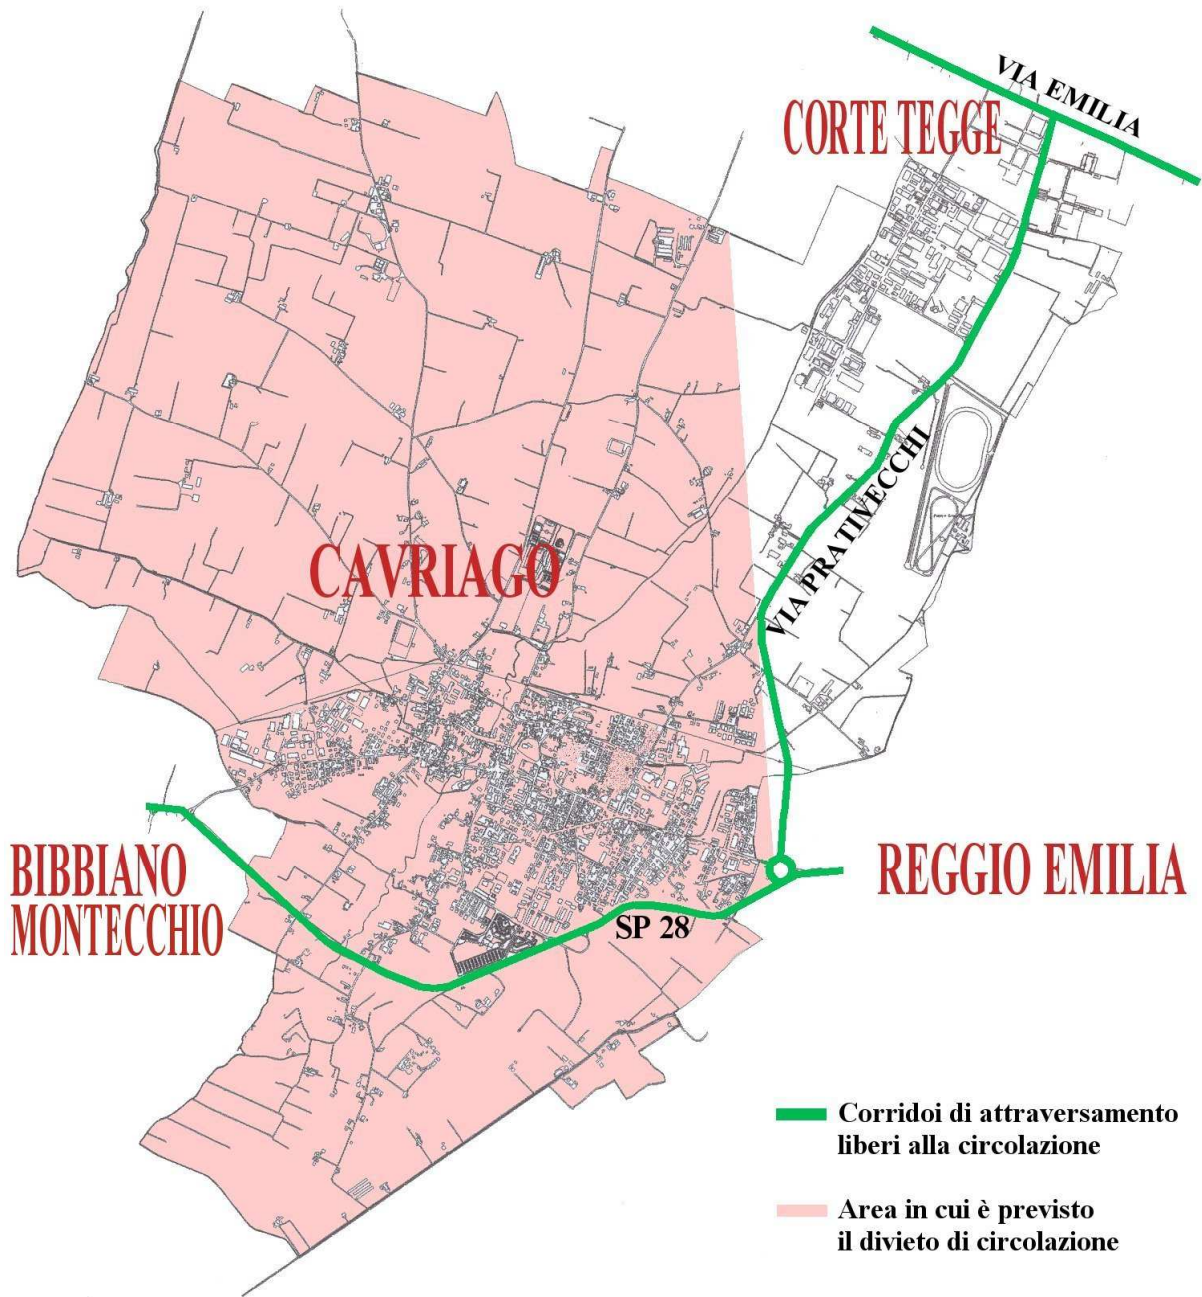 VIA EMILIA
CORTE TEGGE
VIA PRATIVECCHI
CAVRIAGO
BIBBIANO
MONTECCHIO
REGGIO EMILIA
SP 28
Corridoi di attraversamento
liberi alla circolazione
Area in cui è previsto
il divieto di circolazione